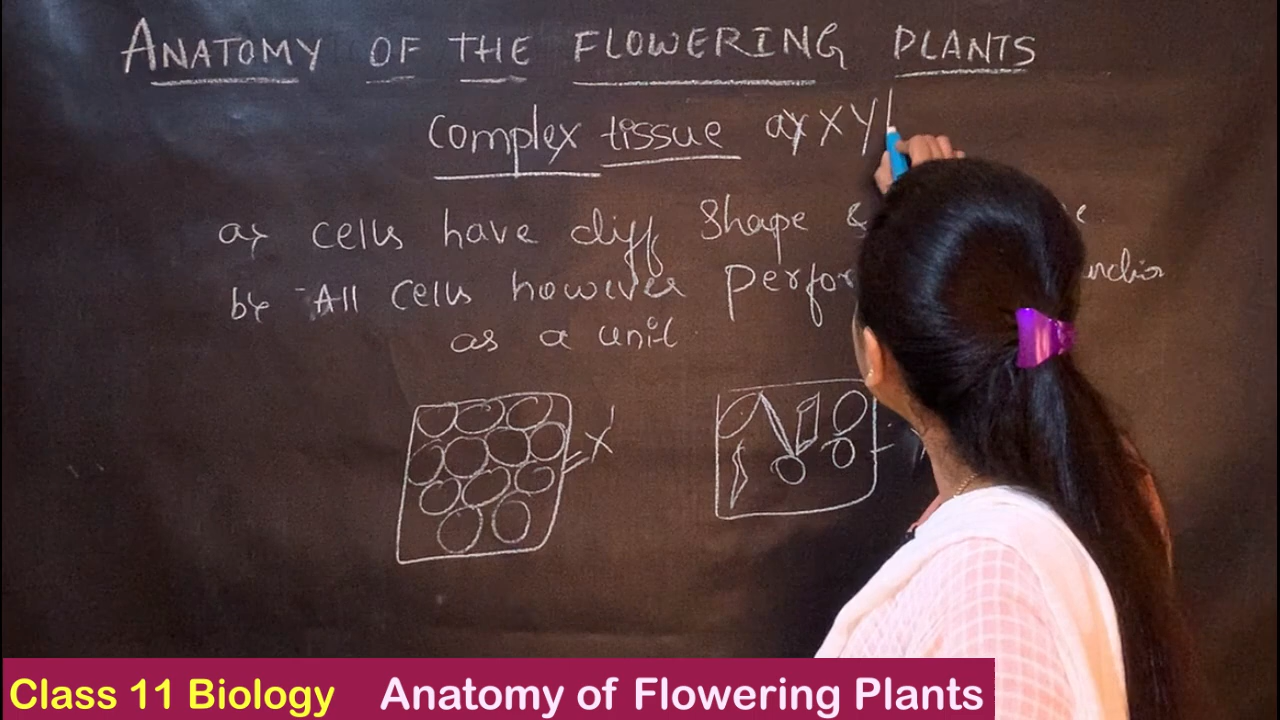 ANATOMY OF THE FLOWERING PLANTS
Complex tissue a) XYl
a) cells have diff Shape &
b) All cells however perfor
as a unit
X
Class 11 Biology Anatomy of Flowering Plants